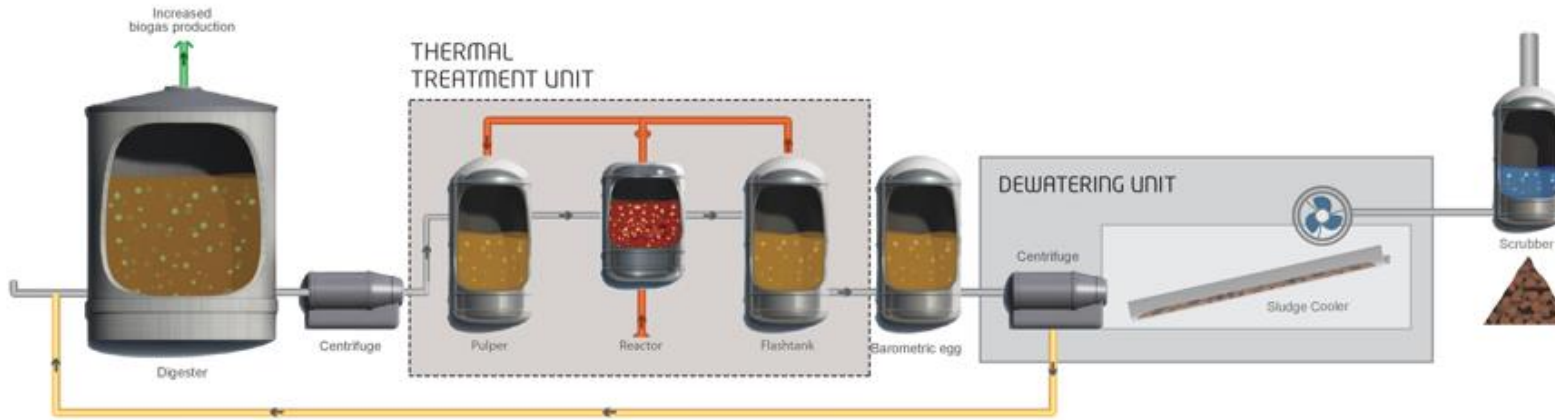 Increased
biogas production
THERMAL
TREATMENT UNIT
DEWATERING UNIT
Centrifuge
Scrubber
Sludge Cooler
Centrifuge
Pulper
Reactor
Flashtank
Barometric egg
Digester